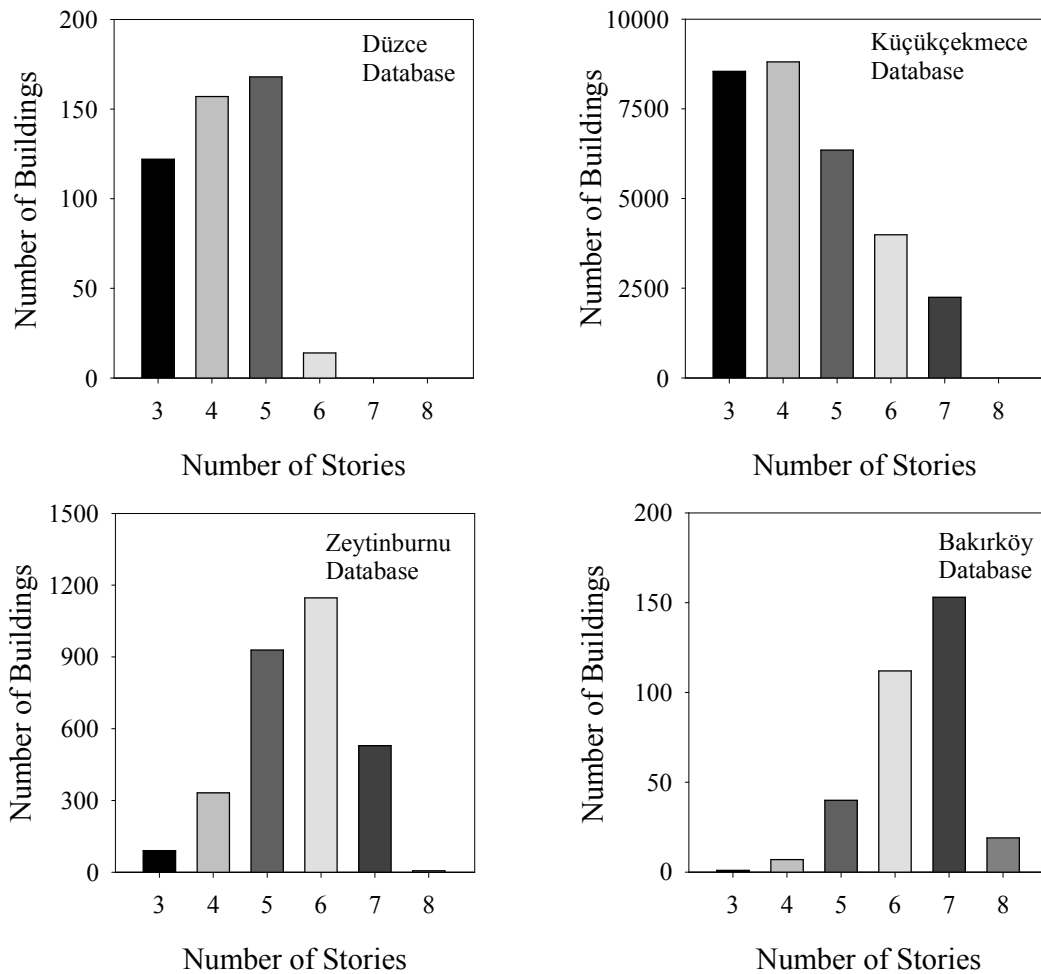 200
150
100
50
0
Number of Buildings
Düzce
Database
3 4 5 6 7 8
Number of Stories
10000
7500
5000
2500
0
Number of Buildings
Küçükçekmece
Database
3 4 5 6 7 8
Number of Stories
1500
1200
900
600
300
0
Number of Buildings
Zeytinburnu
Database
3 4 5 6 7 8
Number of Stories
200
150
100
50
0
Number of Buildings
Bakırköy
Database
3 4 5 6 7 8
Number of Stories